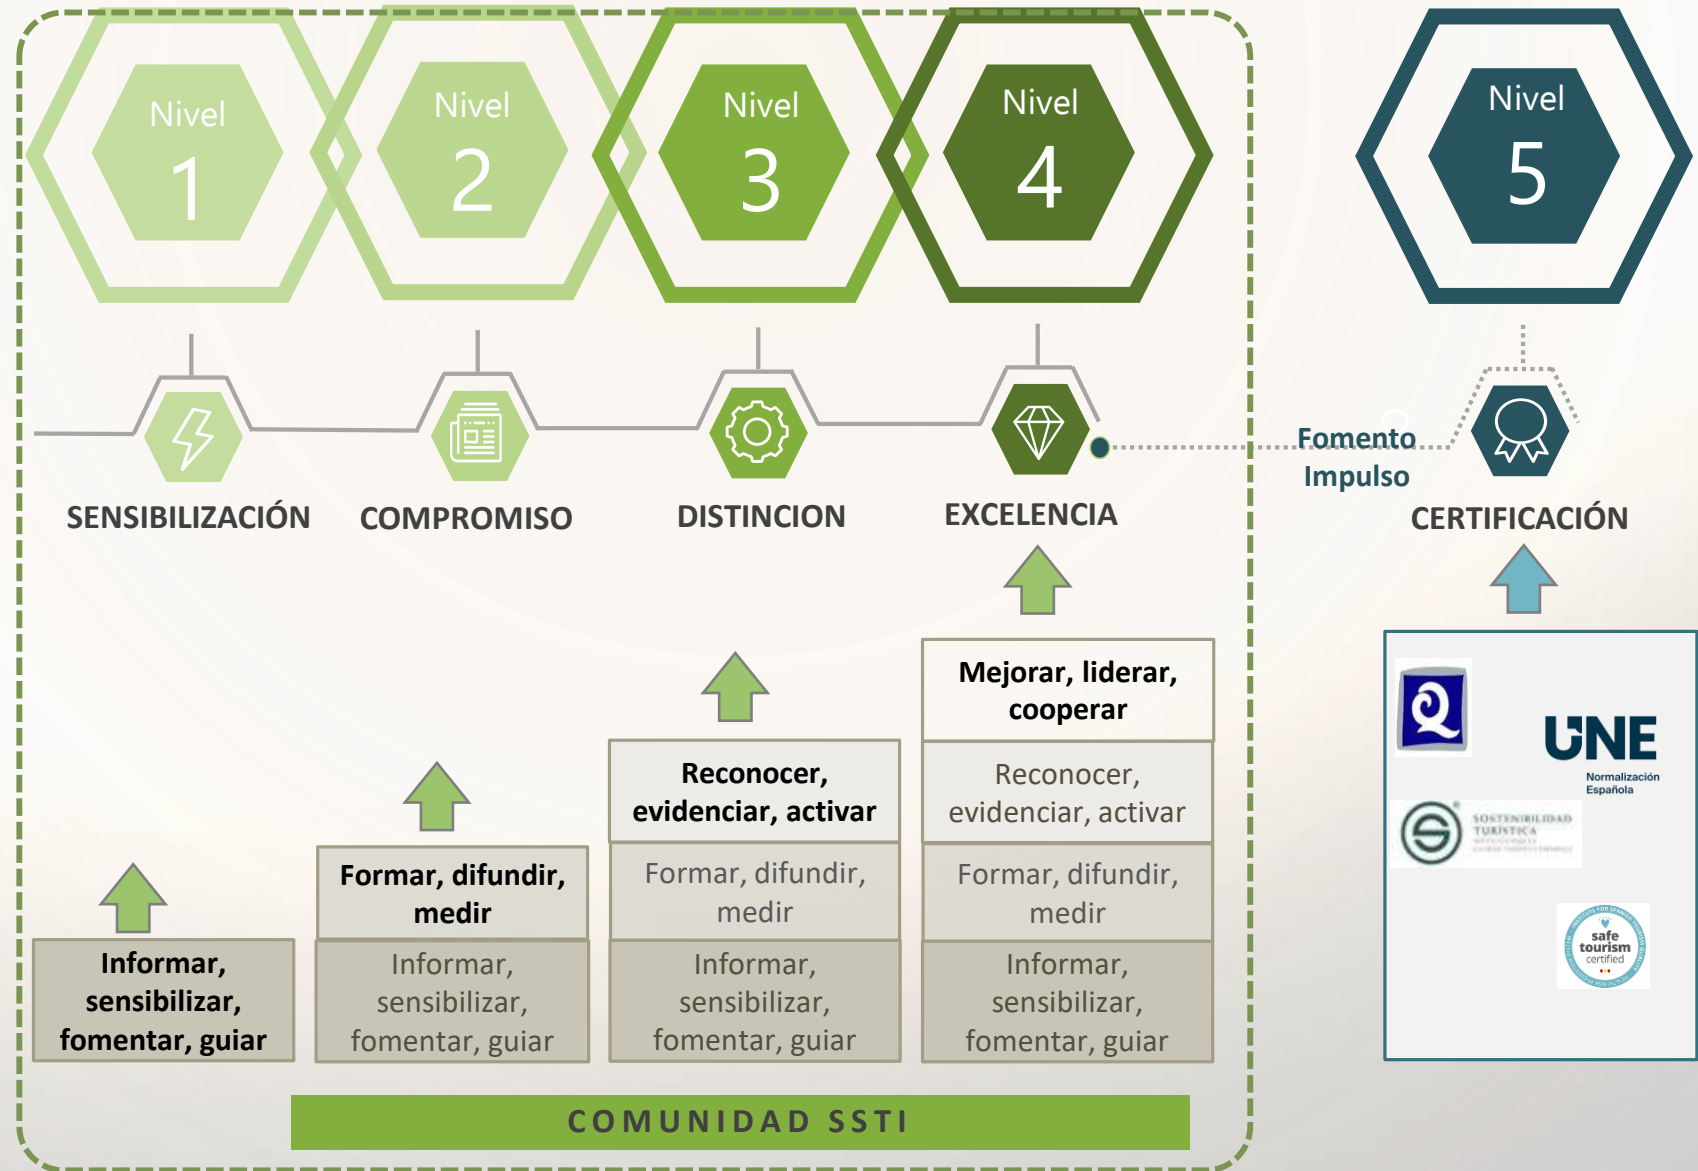 Nivel
1
Nivel
2
Nivel
3
Nivel
4
Nivel
5
SENSIBILIZACIÓN
COMPROMISO
DISTINCION
EXCELENCIA
Fomento
Impulso
CERTIFICACIÓN
Informar,
sensibilizar,
fomentar, guiar
Formar, difundir,
medir
Informar,
sensibilizar,
fomentar, guiar
Reconocer,
evidenciar, activar
Formar, difundir,
medir
Informar,
sensibilizar,
fomentar, guiar
Mejorar, liderar,
cooperar
Reconocer,
evidenciar, activar
Formar, difundir,
medir
Informar,
sensibilizar,
fomentar, guiar
Q
UNE
Normalización
Española
S
SOSTENIBILIDAD
TURÍSTICA
safe
tourism
certified
COMUNIDAD SSTI